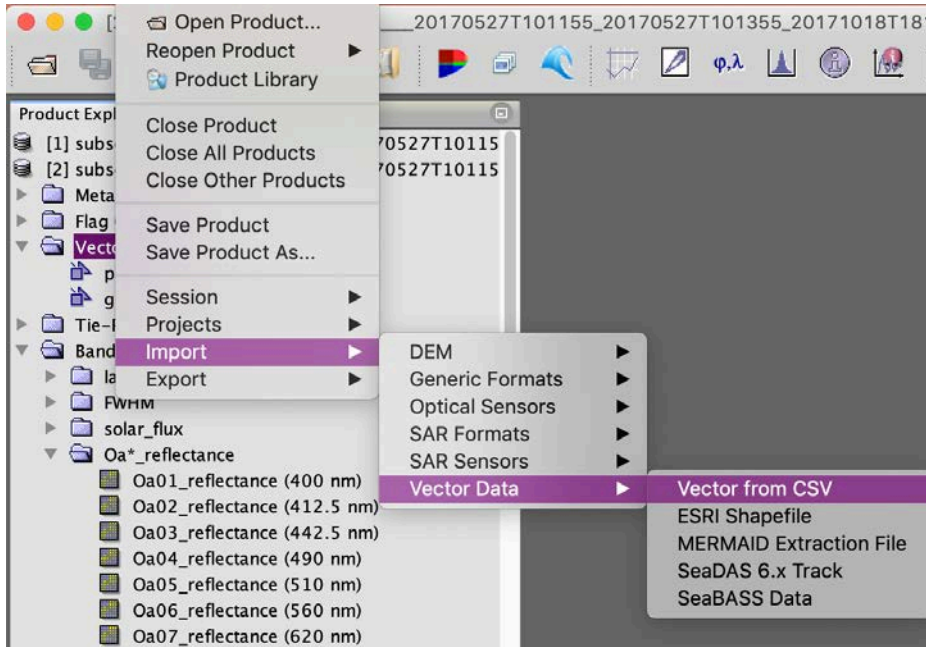 [
__20170527T101155_20170527T101355_20171018T18
Open Product...
Reopen Product
Product Library
φ,λ
Close Product
Close All Products
Close Other Products
Save Product
Save Product As...
Session
Projects
Import
Export
Product Expl
[1] subs 70527T10115
[2] subs 70527T10115
Meta
Flag
Vecto
p
g
Tie-P
Band
la
FWHM
solar_flux
Oa*_reflectance
Oa01_reflectance (400 nm)
Oa02_reflectance (412.5 nm)
Oa03_reflectance (442.5 nm)
Oa04_reflectance (490 nm)
Oa05_reflectance (510 nm)
Oa06_reflectance (560 nm)
Oa07_reflectance (620 nm)
DEM
Generic Formats
Optical Sensors
SAR Formats
SAR Sensors
Vector Data
Vector from CSV
ESRI Shapefile
MERMAID Extraction File
SeaDAS 6.x Track
SeaBASS Data